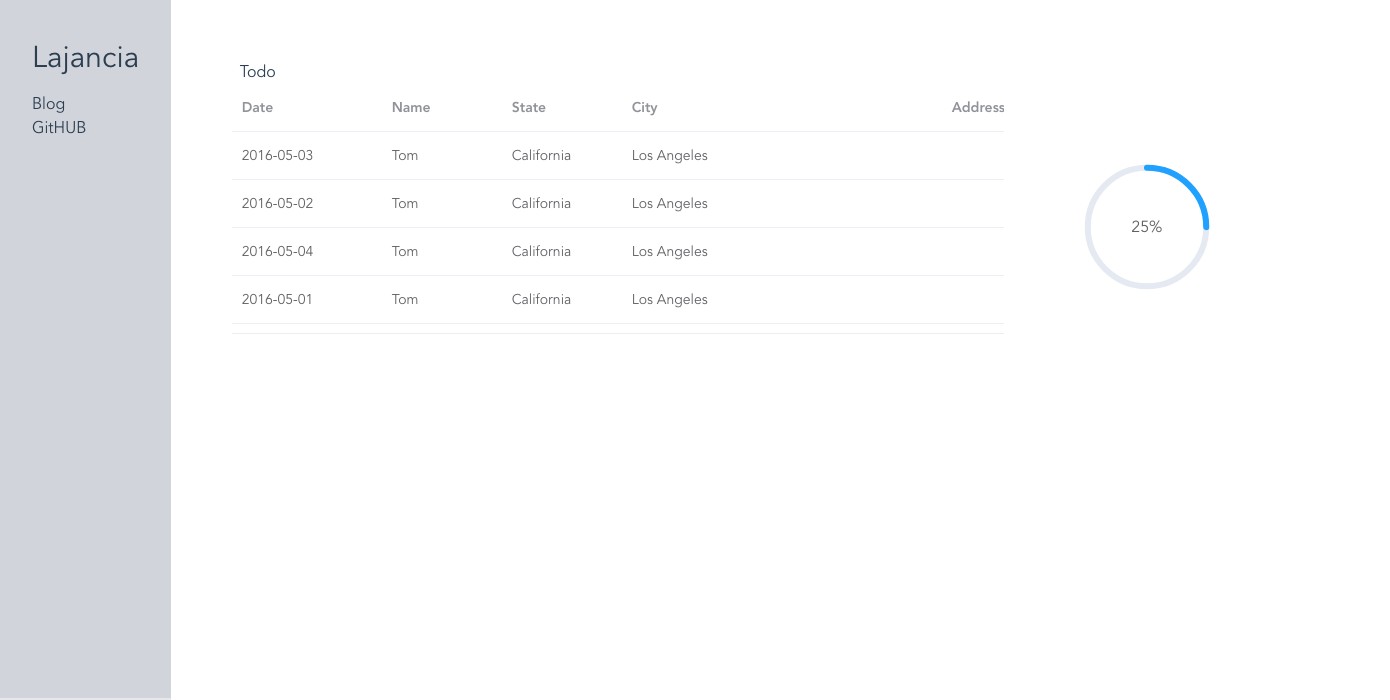 Lajancia
Blog
GitHUB
Todo
Date Name State City Address
2016-05-03 Tom California Los Angeles
2016-05-02 Tom California Los Angeles
2016-05-04 Tom California Los Angeles
2016-05-01 Tom California Los Angeles
25%